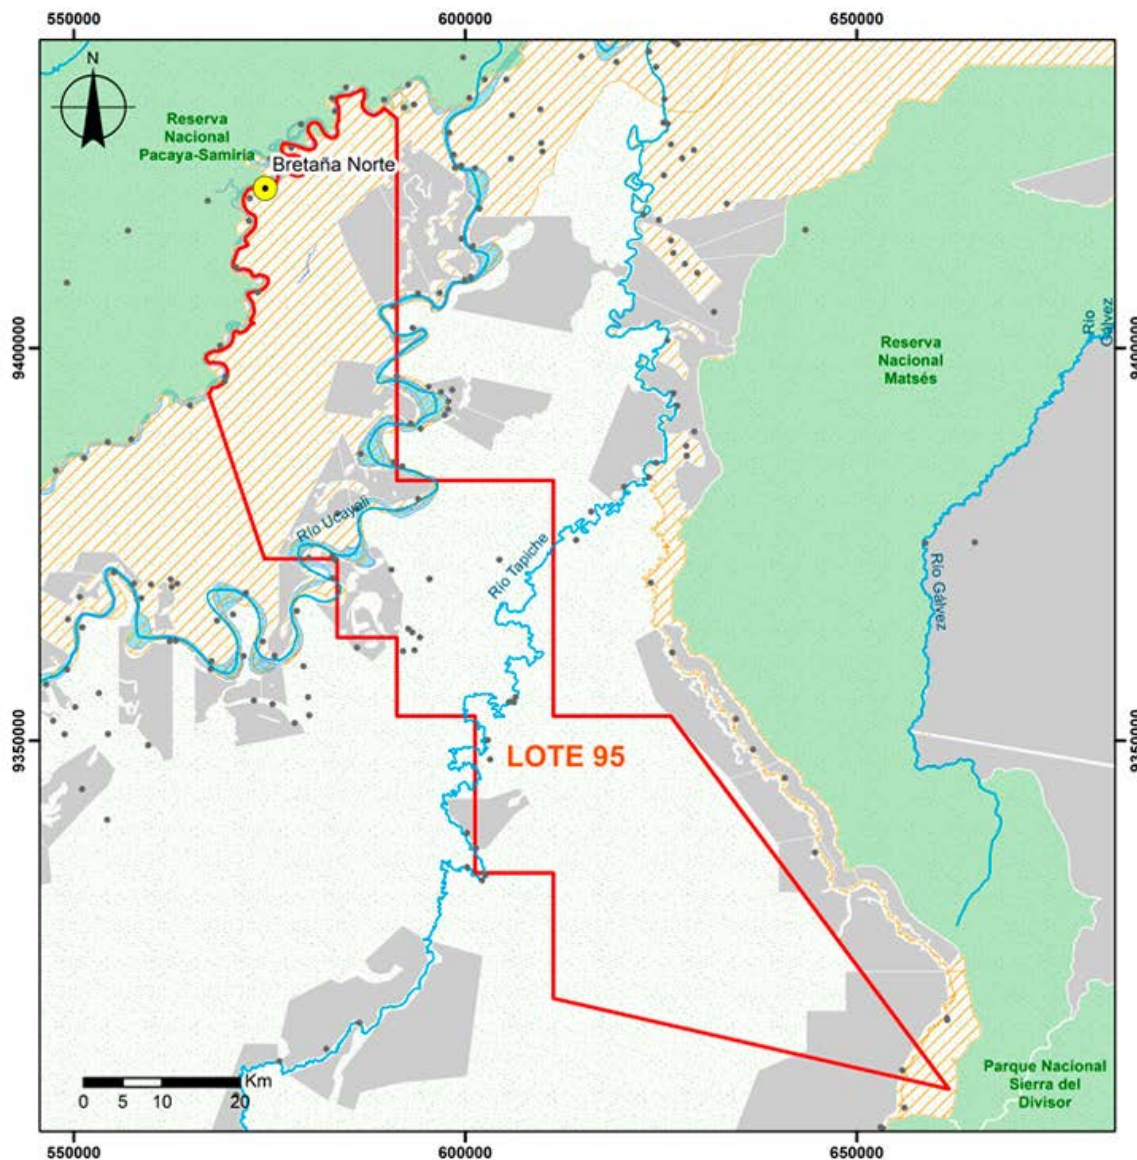 550000
600000
650000
N
Reserva
Nacional
Pacaya-Samiria
Bretaña Norte
9400000
9400000
Río
Gálvez
Reserva
Nacional
Matsés
Río Ucayali
Río Tapiche
Río Gálvez
9350000
9350000
LOTE 95
Parque Nacional
Sierra del
Divisor
Km
0 5 10 20
550000
600000
650000